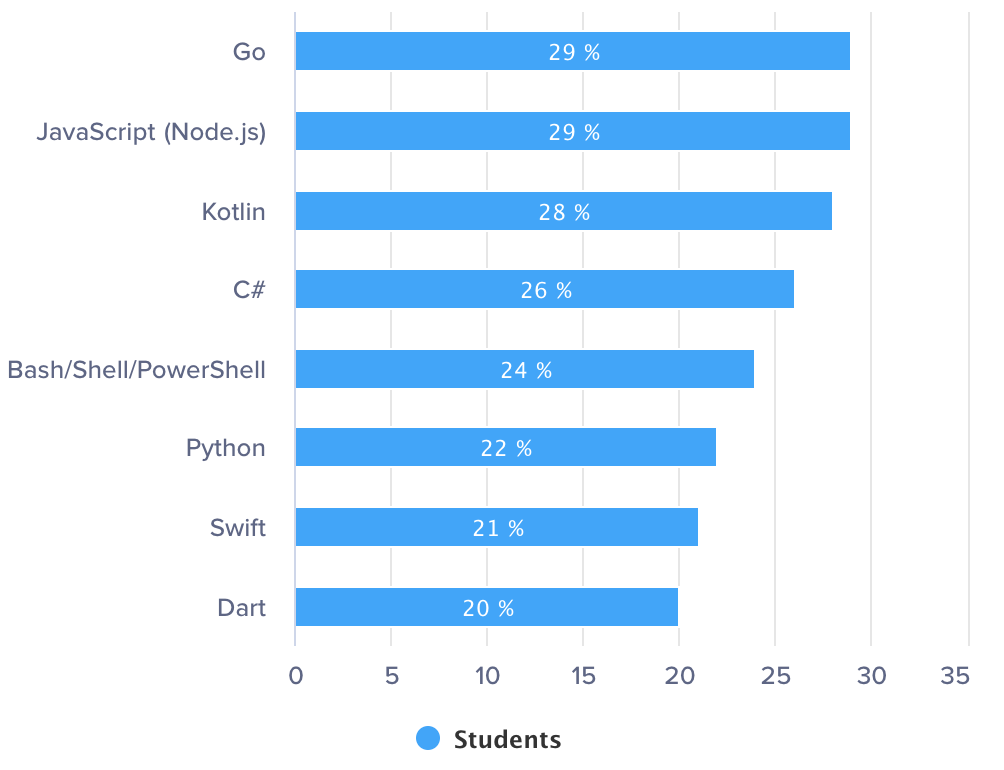 Go
29 %
JavaScript (Node.js)
29 %
Kotlin
28 %
C#
26 %
Bash/Shell/PowerShell
24 %
Python
22 %
Swift
21 %
Dart
20 %
0 5 10 15 20 25 30 35
Students